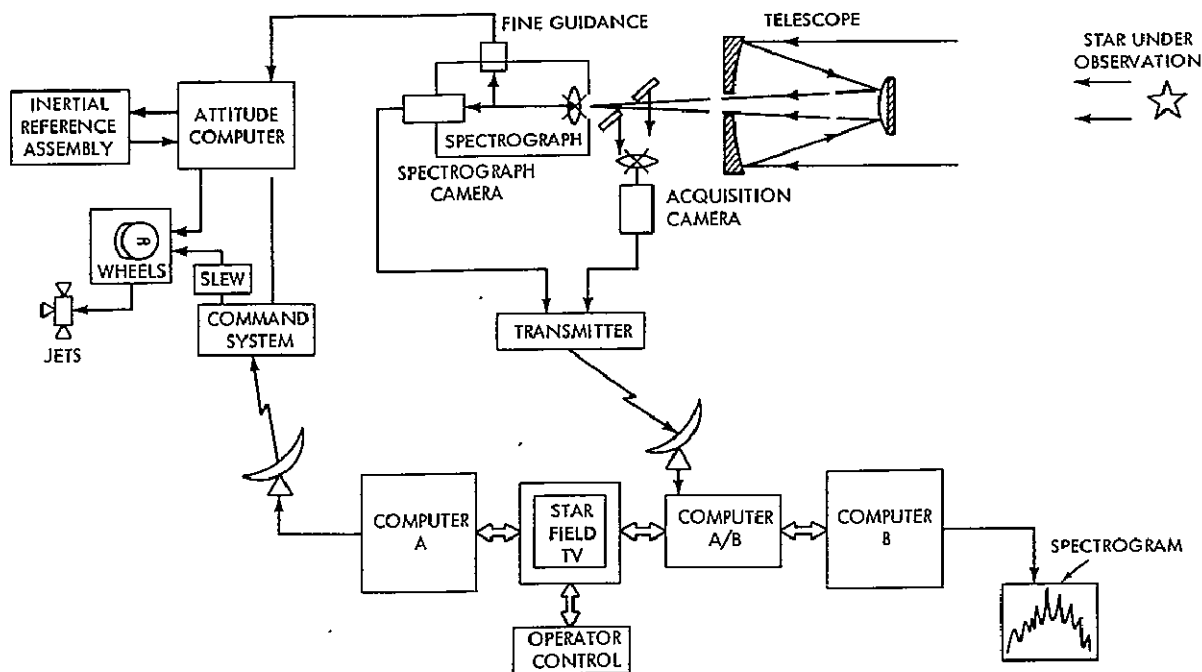 FINE GUIDANCE
TELESCOPE
STAR UNDER
OBSERVATION
INERTIAL
REFERENCE
ASSEMBLY
ATTITUDE
COMPUTER
SPECTROGRAPH
SPECTROGRAPH
CAMERA
ACQUISITION
CAMERA
R
WHEELS
SLEW
JETS
COMMAND
SYSTEM
TRANSMITTER
COMPUTER
A
STAR
FIELD
TV
COMPUTER
A/B
COMPUTER
B
SPECTROGRAM
OPERATOR
CONTROL